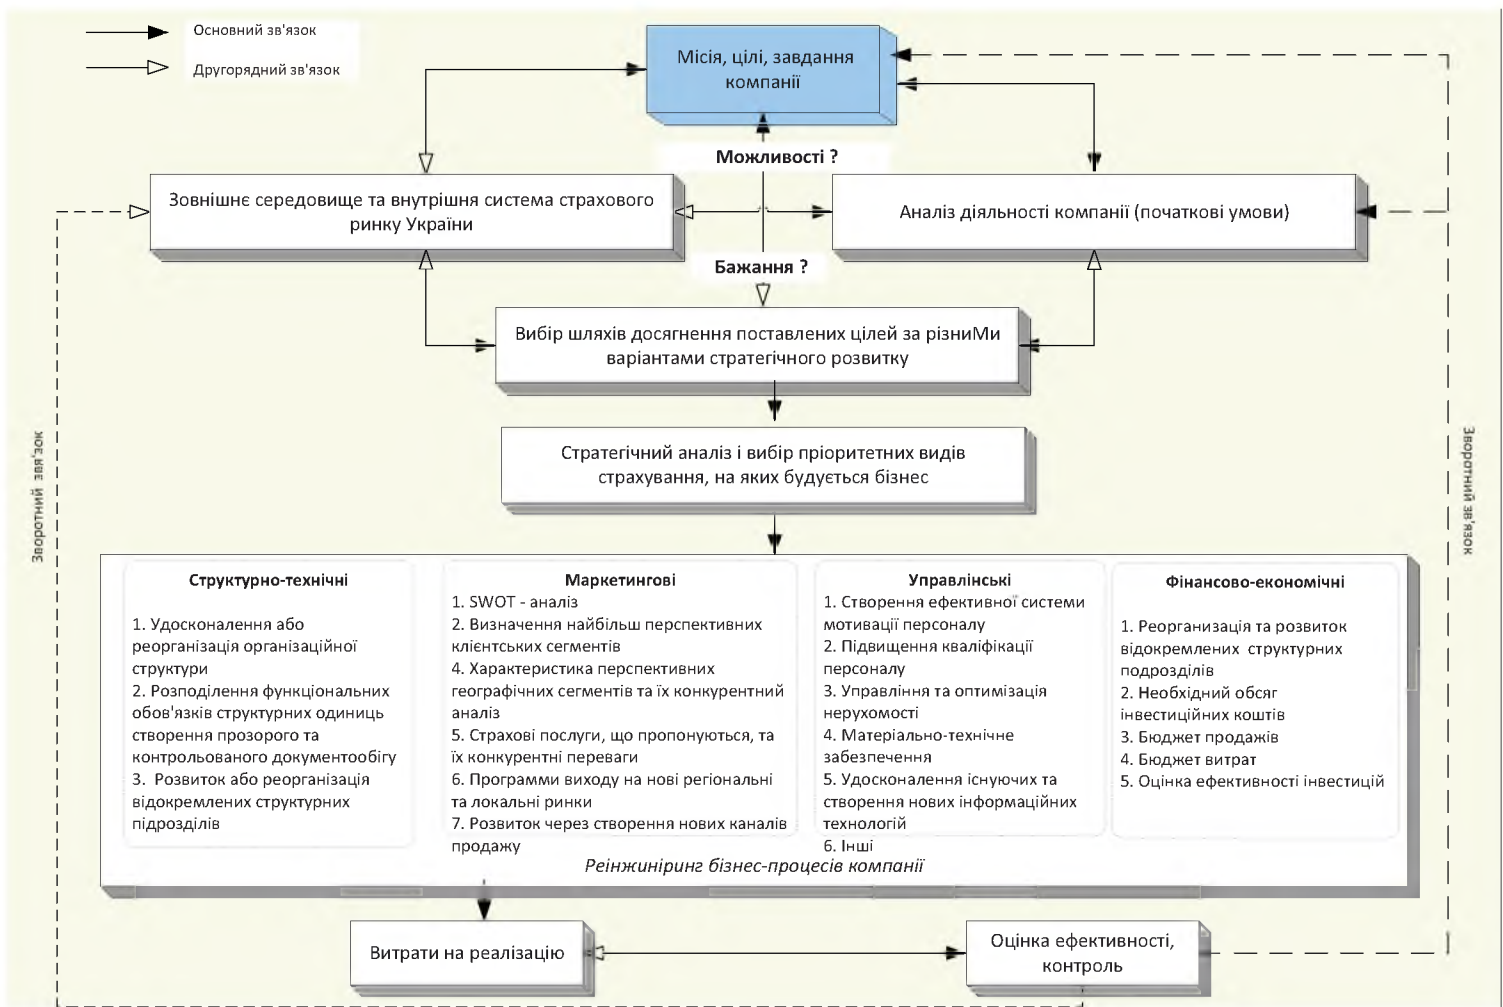 Основний зв'язок
Другорядний зв'язок
Місія, цілі, завдання
компанії
Можливості ?
Зовнішнє середовище та внутрішня система страхового
ринку України
Аналіз діяльності компанії (початкові умови)
Бажання ?
Вибір шляхів досягнення поставлених цілей за різниМи
варіантами стратегічного розвитку
Стратегічний аналіз і вибір пріоритетних видів
страхування, на яких будується бізнес
Зворотний звя'зок
Зворотний зв'язок
Структурно-технічні
1. Удосконалення або
реорганізація організаційної
структури
2. Розподілення функціональних
обов'язків структурних одиниць
створення прозорого та
контрольованого документообігу
3. Розвиток або реорганізація
відокремлених структурних
підрозділів
Маркетингові
1. SWOT - аналіз
2. Визначення найбільш перспективних
клієнтських сегментів
4. Характеристика перспективних
географічних сегментів та їх конкурентний
аналіз
5. Страхові послуги, що пропонуються, та
їх конкурентні переваги
6. Программи виходу на нові регіональні
та локальні ринки
7. Розвиток через створення нових каналів
продажу
Управлінські
1. Створення ефективної системи
мотивації персоналу
2. Підвищення кваліфікації
персоналу
3. Управління та оптимізація
нерухомості
4. Матеріально-технічне
забезпечення
5. Удосконалення існуючих та
створення нових інформаційних
технологій
6. Інші
Фінансово-економічні
1. Реорганизація та розвиток
відокремлених структурних
подрозділів
2. Необхідний обсяг
інвестиційних коштів
3. Бюджет продажів
4. Бюджет витрат
5. Оцінка ефективності інвестицій
Реінжиніринг бізнес-процесів компанії
Витрати на реалізацію
Оцінка ефективності,
контроль